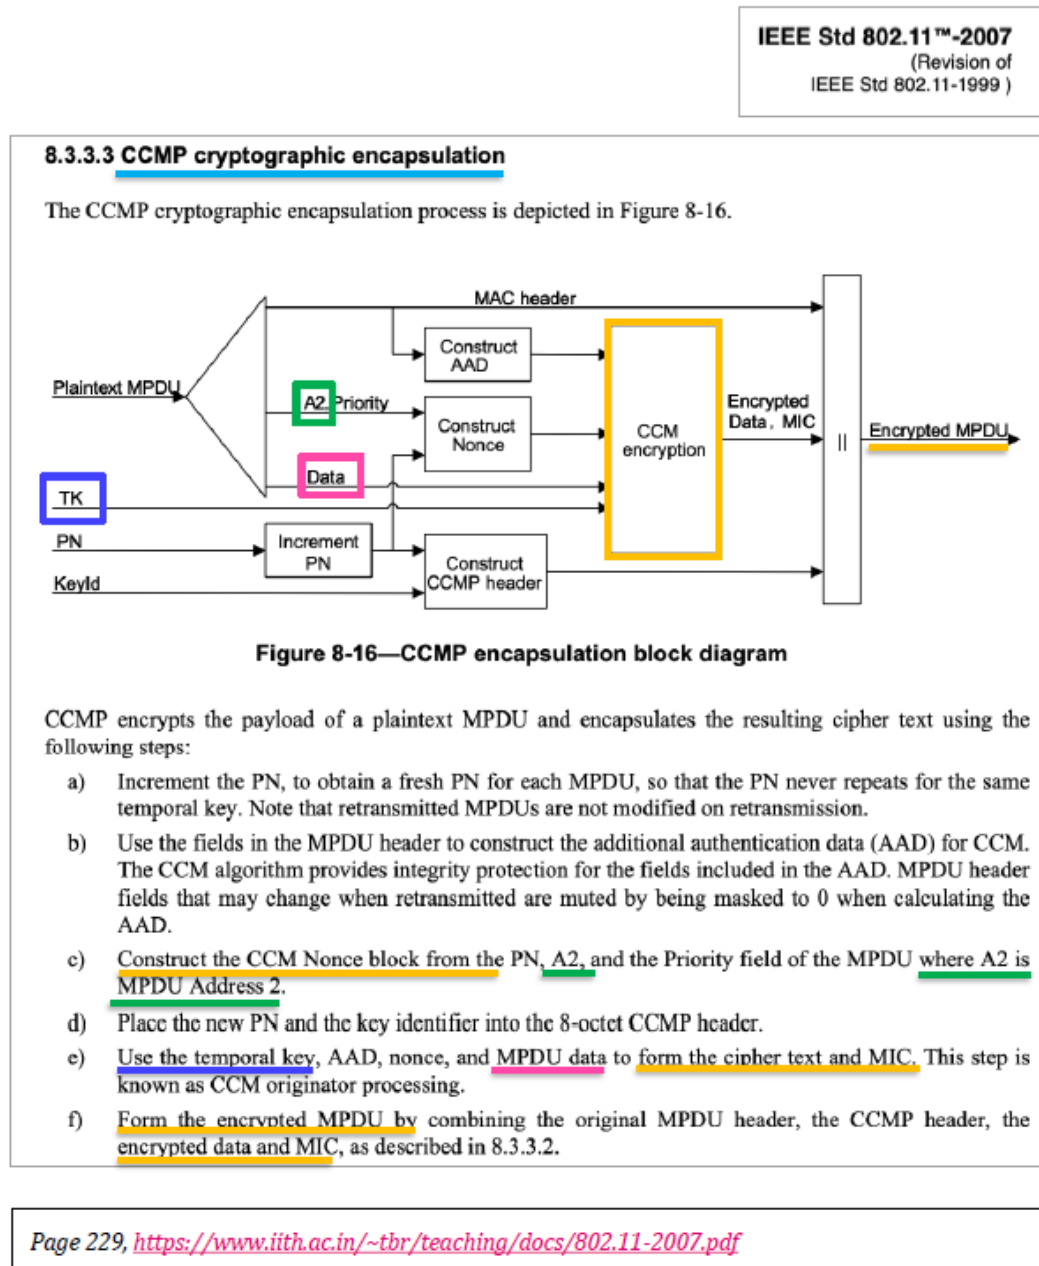 IEEE Std 802.11™-2007
(Revision of
IEEE Std 802.11-1999 )
8.3.3.3 CCMP cryptographic encapsulation
The CCMP cryptographic encapsulation process is depicted in Figure 8-16.
MAC header
Construct
AAD
Plaintext MPDU
A2, Priority
Construct
Nonce
CCM
encryption
Encrypted
Data, MIC
||
Encrypted MPDU
Data
TK
PN
Increment
PN
KeyId
Construct
CCMP header
Figure 8-16—CCMP encapsulation block diagram
CCMP encrypts the payload of a plaintext MPDU and encapsulates the resulting cipher text using the
following steps:
a) Increment the PN, to obtain a fresh PN for each MPDU, so that the PN never repeats for the same
temporal key. Note that retransmitted MPDUs are not modified on retransmission.
b) Use the fields in the MPDU header to construct the additional authentication data (AAD) for CCM.
The CCM algorithm provides integrity protection for the fields included in the AAD. MPDU header
fields that may change when retransmitted are muted by being masked to 0 when calculating the
AAD.
c) Construct the CCM Nonce block from the PN, A2, and the Priority field of the MPDU where A2 is
MPDU Address 2.
d) Place the new PN and the key identifier into the 8-octet CCMP header.
e) Use the temporal key, AAD, nonce, and MPDU data to form the cipher text and MIC. This step is
known as CCM originator processing.
f) Form the encrypted MPDU by combining the original MPDU header, the CCMP header, the
encrypted data and MIC, as described in 8.3.3.2.
Page 229, https://www.iith.ac.in/~tbr/teaching/docs/802.11-2007.pdf